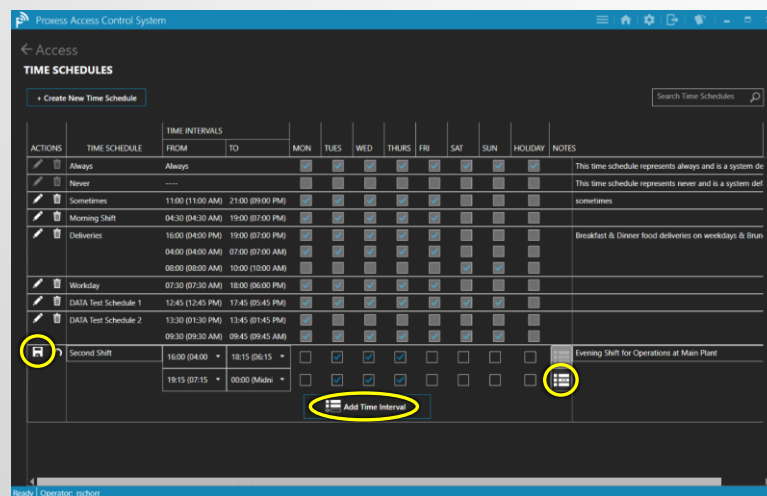 Proxess Access Control System
Access
TIME SCHEDULES
+ Create New Time Schedule
Search Time Schedules
TIME INTERVALS
ACTIONS TIME SCHEDULE FROM TO MON TUES WED THURS FRI SAT SUN HOLIDAY NOTES
Always Always This time schedule represents always and is a system de
Never ---- This time schedule represents never and is a system def
Sometimes 11:00 (11:00 AM) 21:00 (09:00 PM) sometimes
Morning Shift 04:30 (04:30 AM) 19:00 (07:00 PM)
Deliveries 16:00 (04:00 PM) 19:00 (07:00 PM) Breakfast & Dinner food deliveries on weekdays & Brun
04:00 (04:00 AM) 07:00 (07:00 AM)
08:00 (08:00 AM) 10:00 (10:00 AM)
Workday 07:30 (07:30 AM) 18:00 (06:00 PM)
DATA Test Schedule 1 12:45 (12:45 PM) 17:45 (05:45 PM)
DATA Test Schedule 2 13:30 (01:30 PM) 13:45 (01:45 PM)
09:30 (09:30 AM) 09:45 (09:45 AM)
Second Shift 16:00 (04:00 18:15 (06:15 Evening Shift for Operations at Main Plant
19:15 (07:15 00:00 (Midni
Add Time Interval
Ready Operator: rschorr